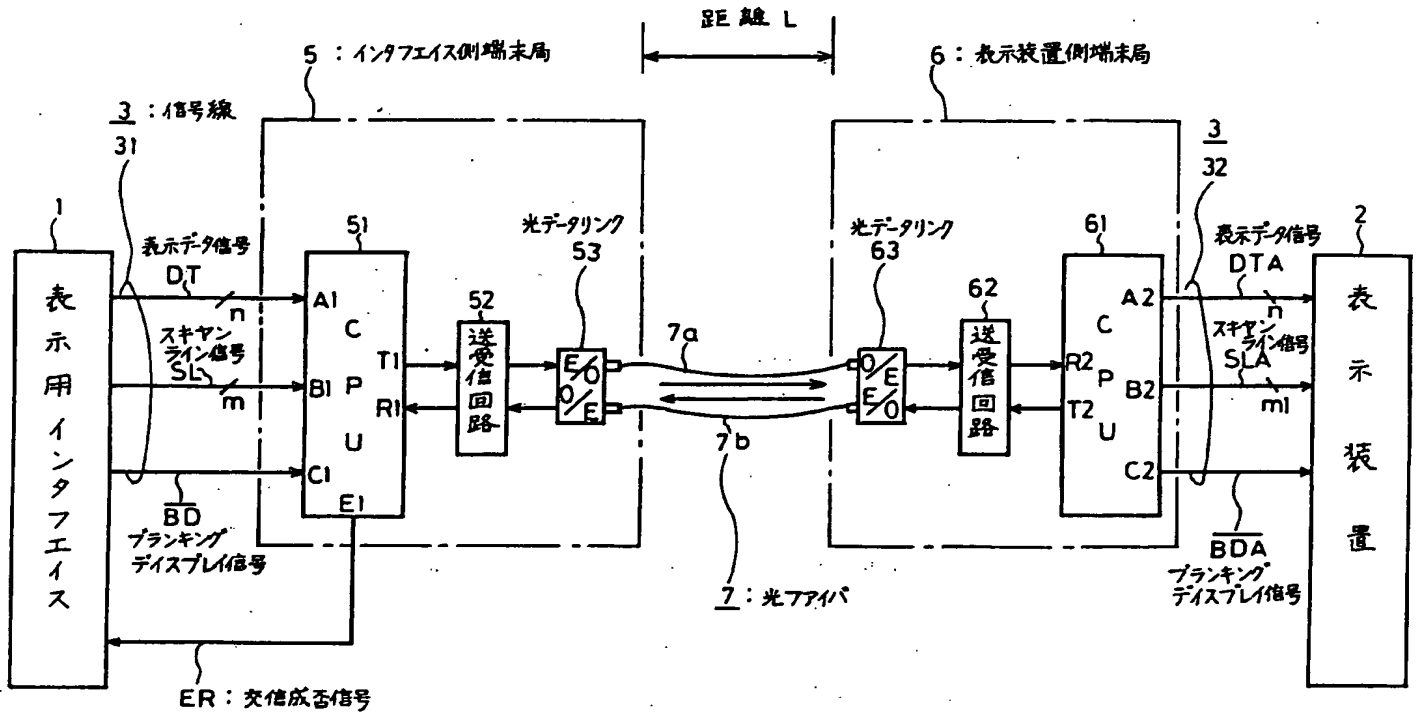 距離 L
5 : インタフエイス側端末局
6 : 表示装置側端末局
3 : 信号線
31
3
32
1
表示用インタフエイス
表示データ信号
DT
n
スキヤン
ライン信号
SL
m
BD
ブランキング
デイスプレイ信号
51
A1
B1
C1
CPU
T1
R1
E1
52
送受信回路
光データリンク
53
E/O
O/E
7a
7b
7 : 光ファイバ
光データリンク
63
O/E
E/O
62
送受信回路
61
R2
T2
CPU
A2
B2
C2
表示データ信号
DTA
n
スキヤン
ライン信号
SLA
m1
BDA
ブランキング
デイスプレイ信号
2
表示装置
ER : 交信成否信号